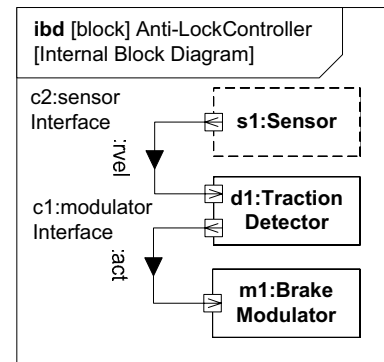 ibd [block] Anti-LockController
[Internal Block Diagram]
c2:sensor
Interface
s1:Sensor
:rvel
d1:Traction
Detector
c1:modulator
Interface
:act
m1:Brake
Modulator